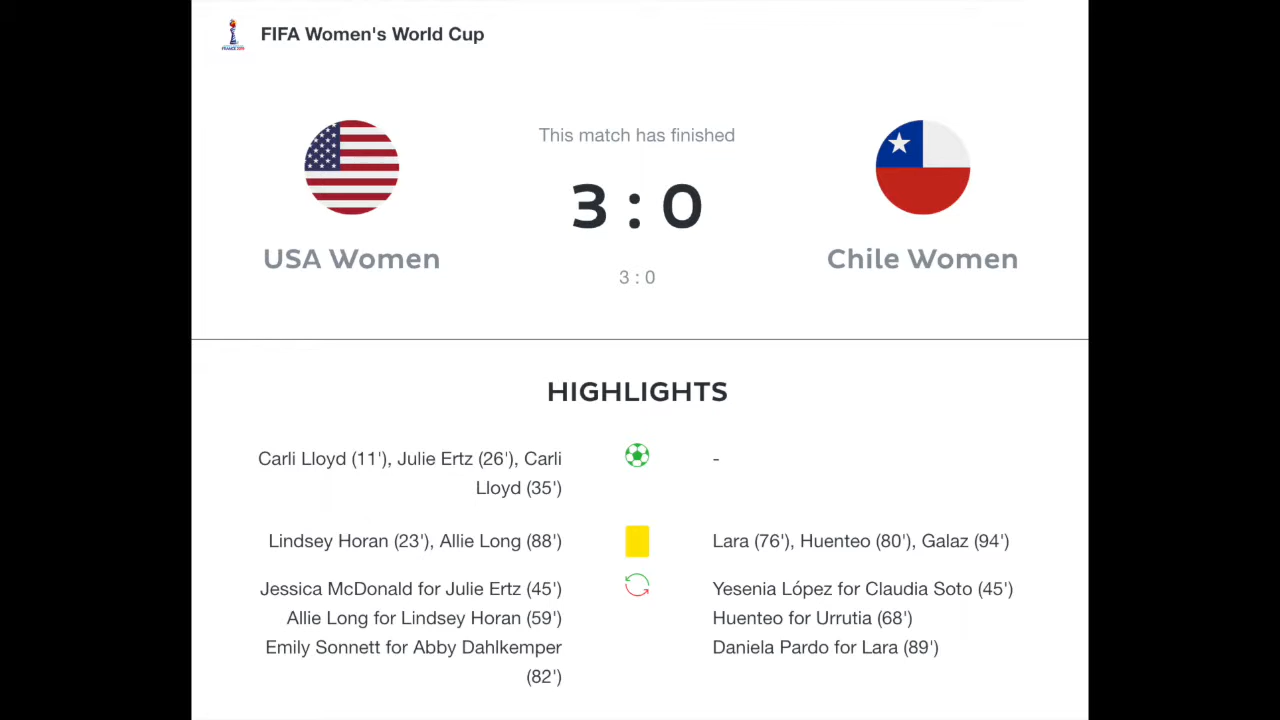 FRANCE 2019
FIFA Women's World Cup
This match has finished
3 : 0
USA Women
Chile Women
3 : 0
HIGHLIGHTS
Carli Lloyd (11'), Julie Ertz (26'), Carli
Lloyd (35')
-
Lindsey Horan (23'), Allie Long (88')
Lara (76'), Huenteo (80'), Galaz (94')
Jessica McDonald for Julie Ertz (45')
Yesenia López for Claudia Soto (45')
Allie Long for Lindsey Horan (59')
Huenteo for Urrutia (68')
Emily Sonnett for Abby Dahlkemper
(82')
Daniela Pardo for Lara (89')